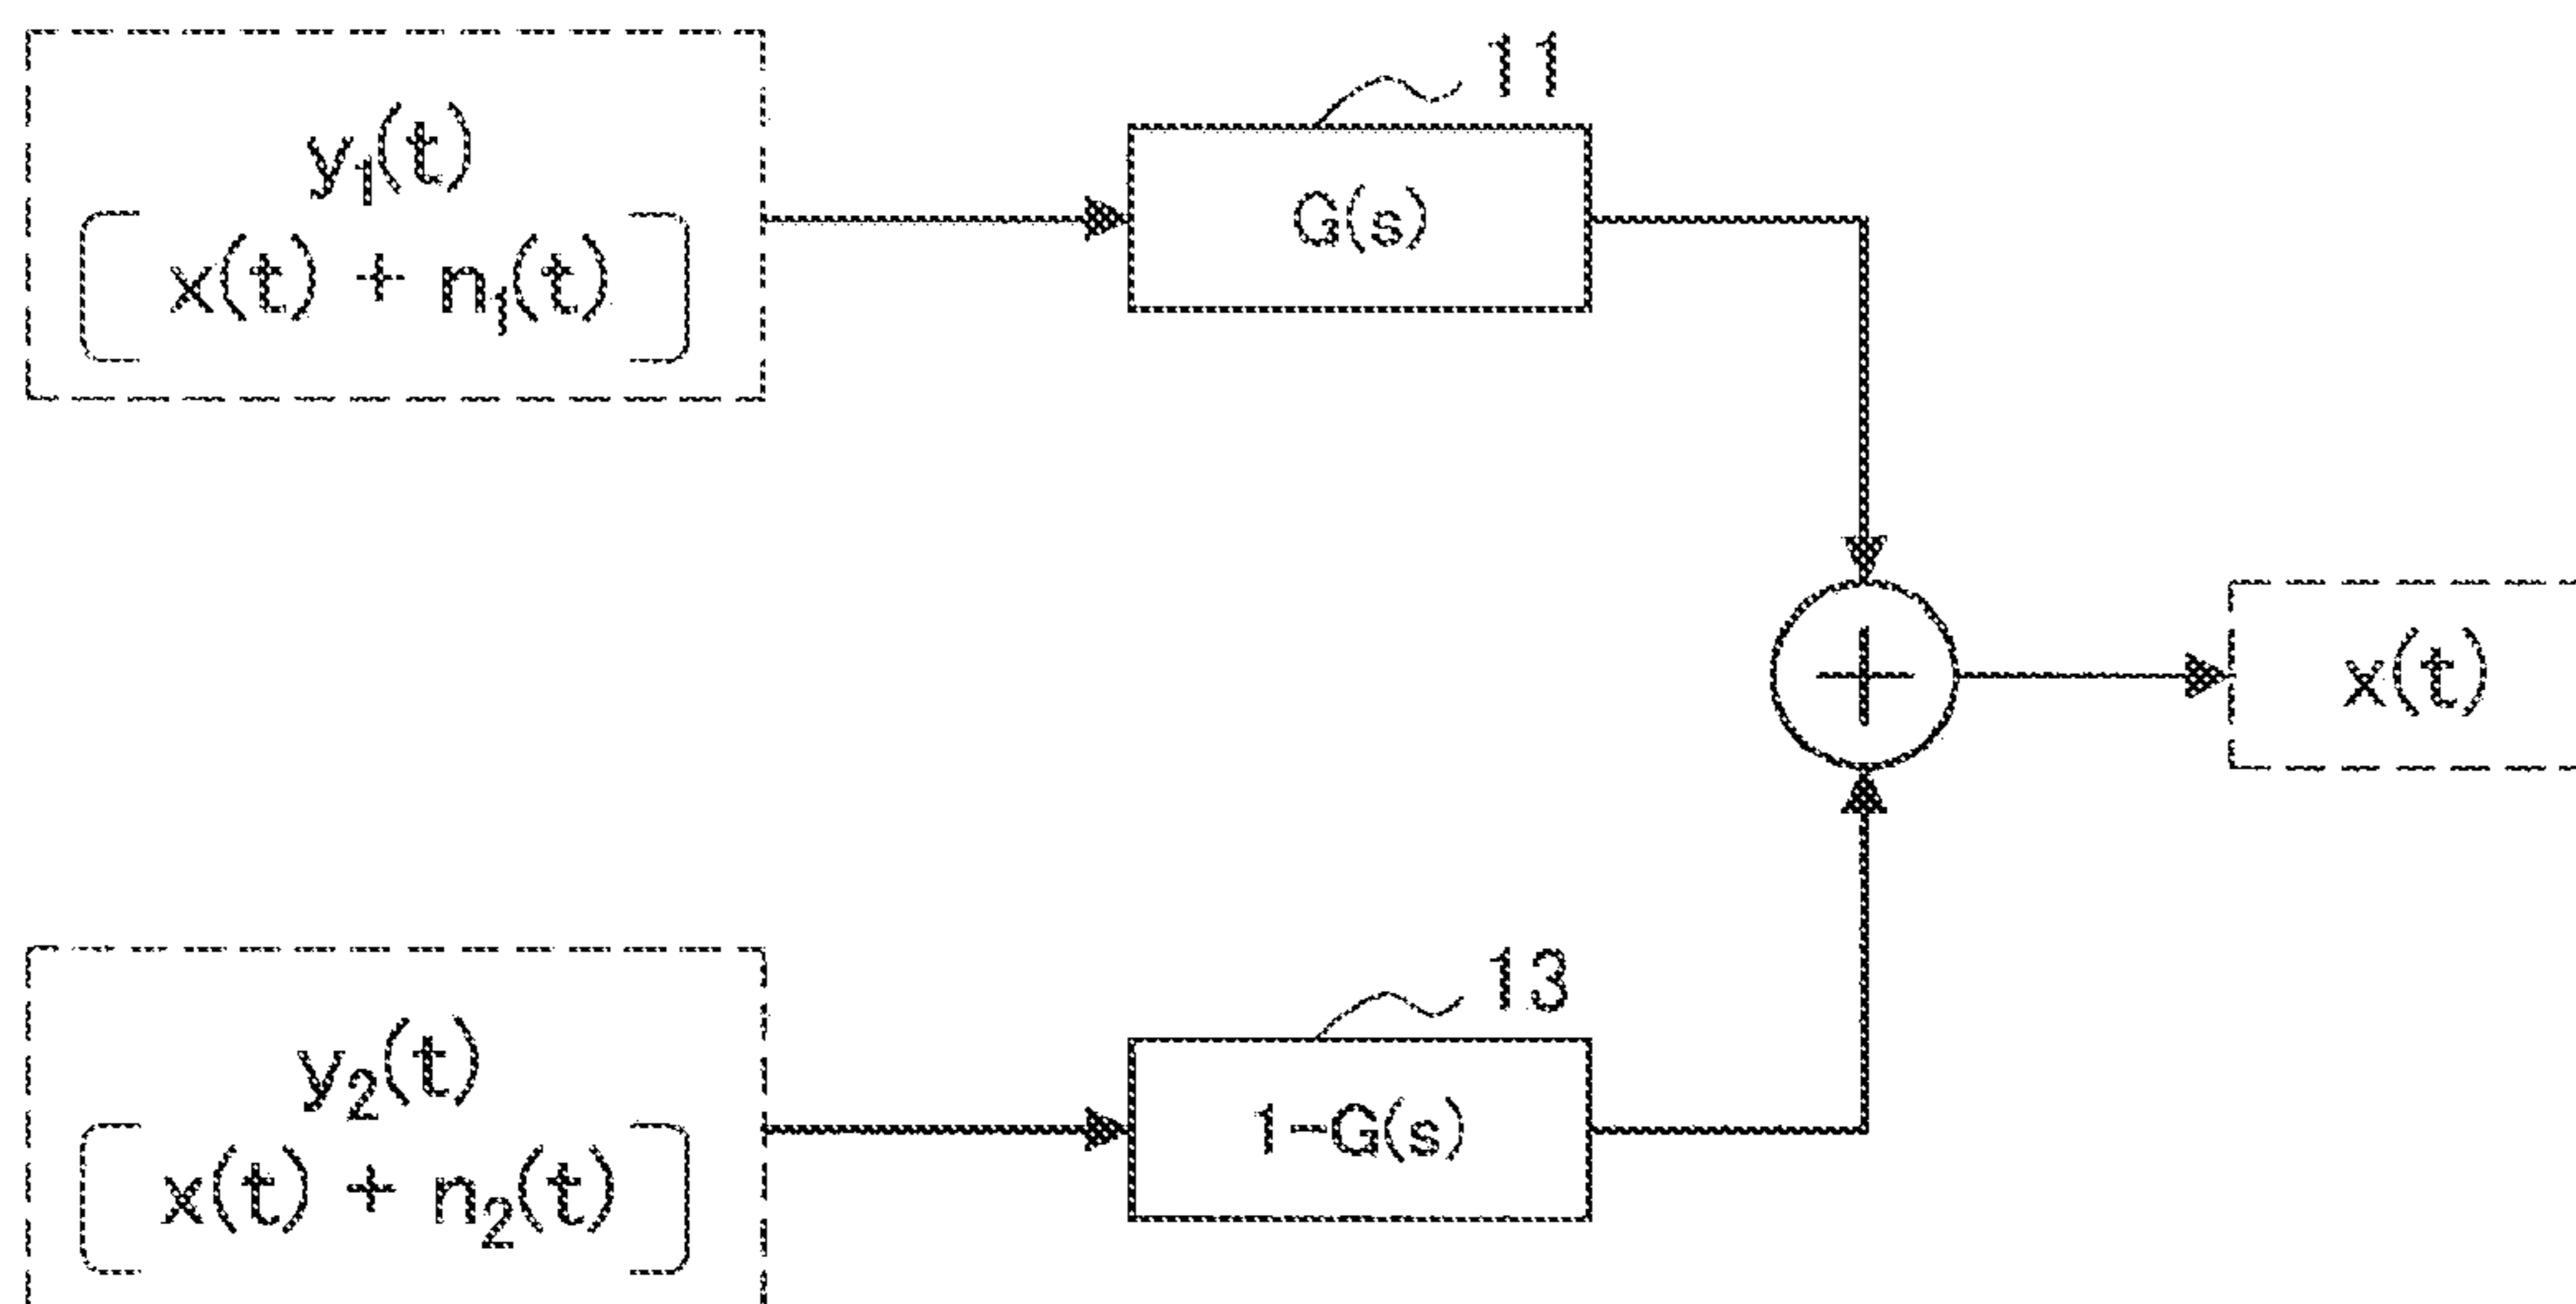 y₁(t)
x(t) + n₁(t)
11
G(s)
+
x(t)
y₂(t)
x(t) + n₂(t)
13
1-G(s)